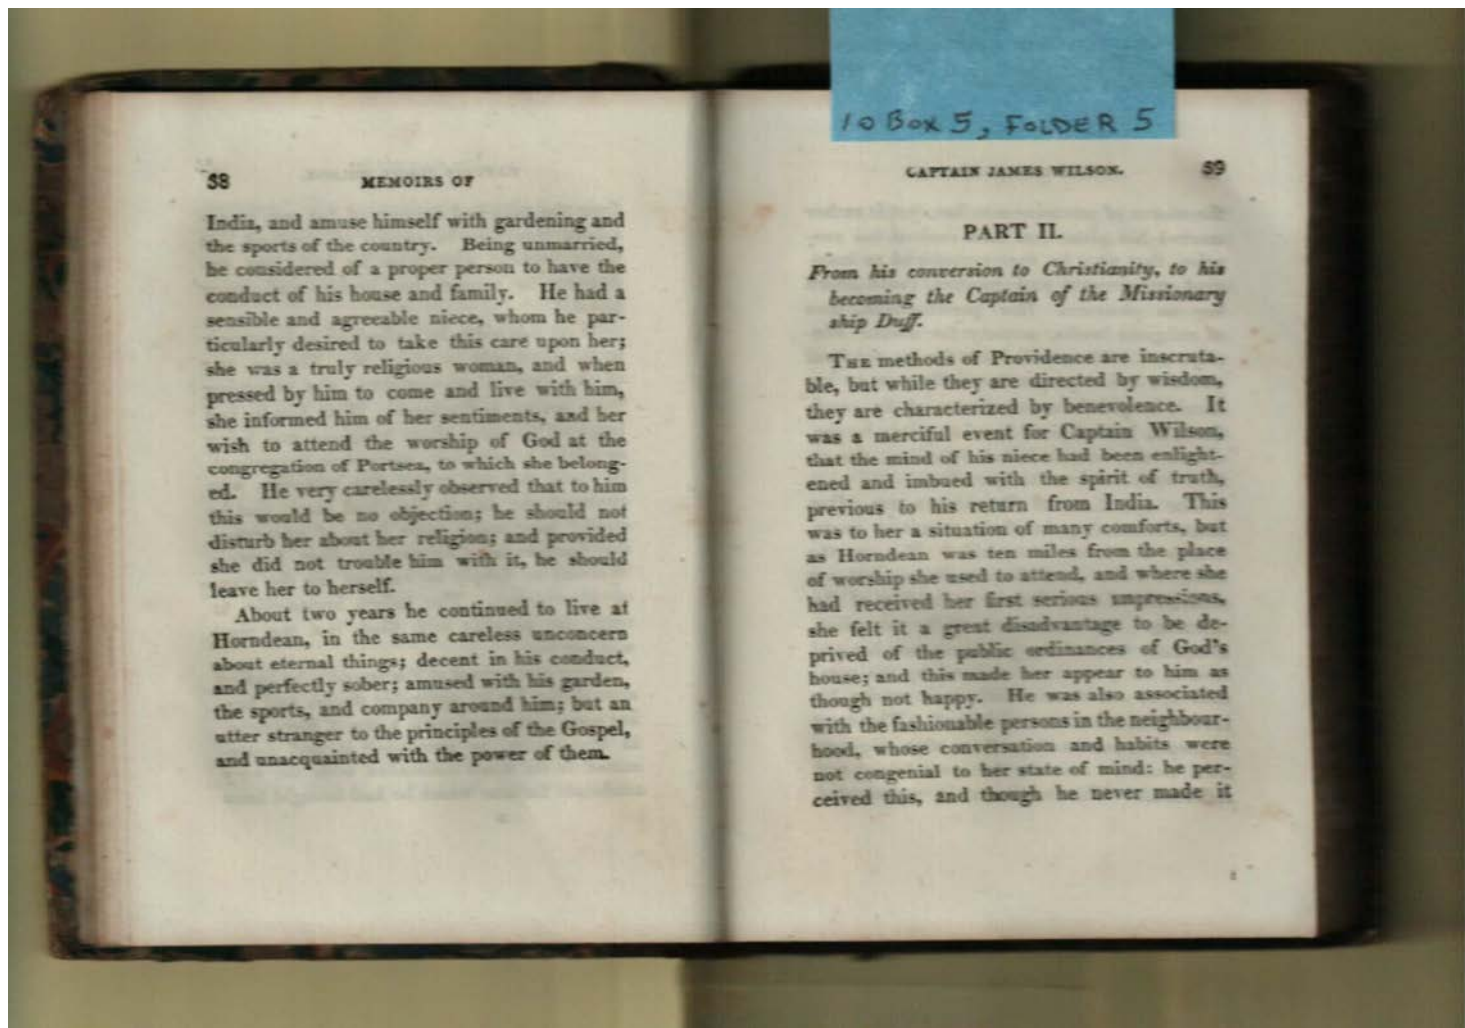 10 Box 5, FOLDER 5
38 MEMOIRS OF
India, and amuse himself with gardening and
the sports of the country. Being unmarried,
he considered of a proper person to have the
conduct of his house and family. He had a
sensible and agreeable niece, whom he par-
ticularly desired to take this care upon her;
she was a truly religious woman, and when
pressed by him to come and live with him,
she informed him of her sentiments, and her
wish to attend the worship of God at the
congregation of Portsea, to which she belong-
ed. He very carelessly observed that to him
this would be no objection; he should not
disturb her about her religion; and provided
she did not trouble him with it, he should
leave her to herself.
About two years he continued to live at
Horndean, in the same careless unconcern
about eternal things; decent in his conduct,
and perfectly sober; amused with his garden,
the sports, and company around him; but an
utter stranger to the principles of the Gospel,
and unacquainted with the power of them.
CAPTAIN JAMES WILSON. 39
PART II.
From his conversion to Christianity, to his
becoming the Captain of the Missionary
ship Duff.
THE methods of Providence are inscruta-
ble, but while they are directed by wisdom,
they are characterized by benevolence. It
was a merciful event for Captain Wilson,
that the mind of his niece had been enlight-
ened and imbued with the spirit of truth,
previous to his return from India. This
was to her a situation of many comforts, but
as Horndean was ten miles from the place
of worship she used to attend, and where she
had received her first serious impressions,
she felt it a great disadvantage to be de-
prived of the public ordinances of God's
house; and this made her appear to him as
though not happy. He was also associated
with the fashionable persons in the neighbour-
hood, whose conversation and habits were
not congenial to her state of mind: he per-
ceived this, and though he never made it